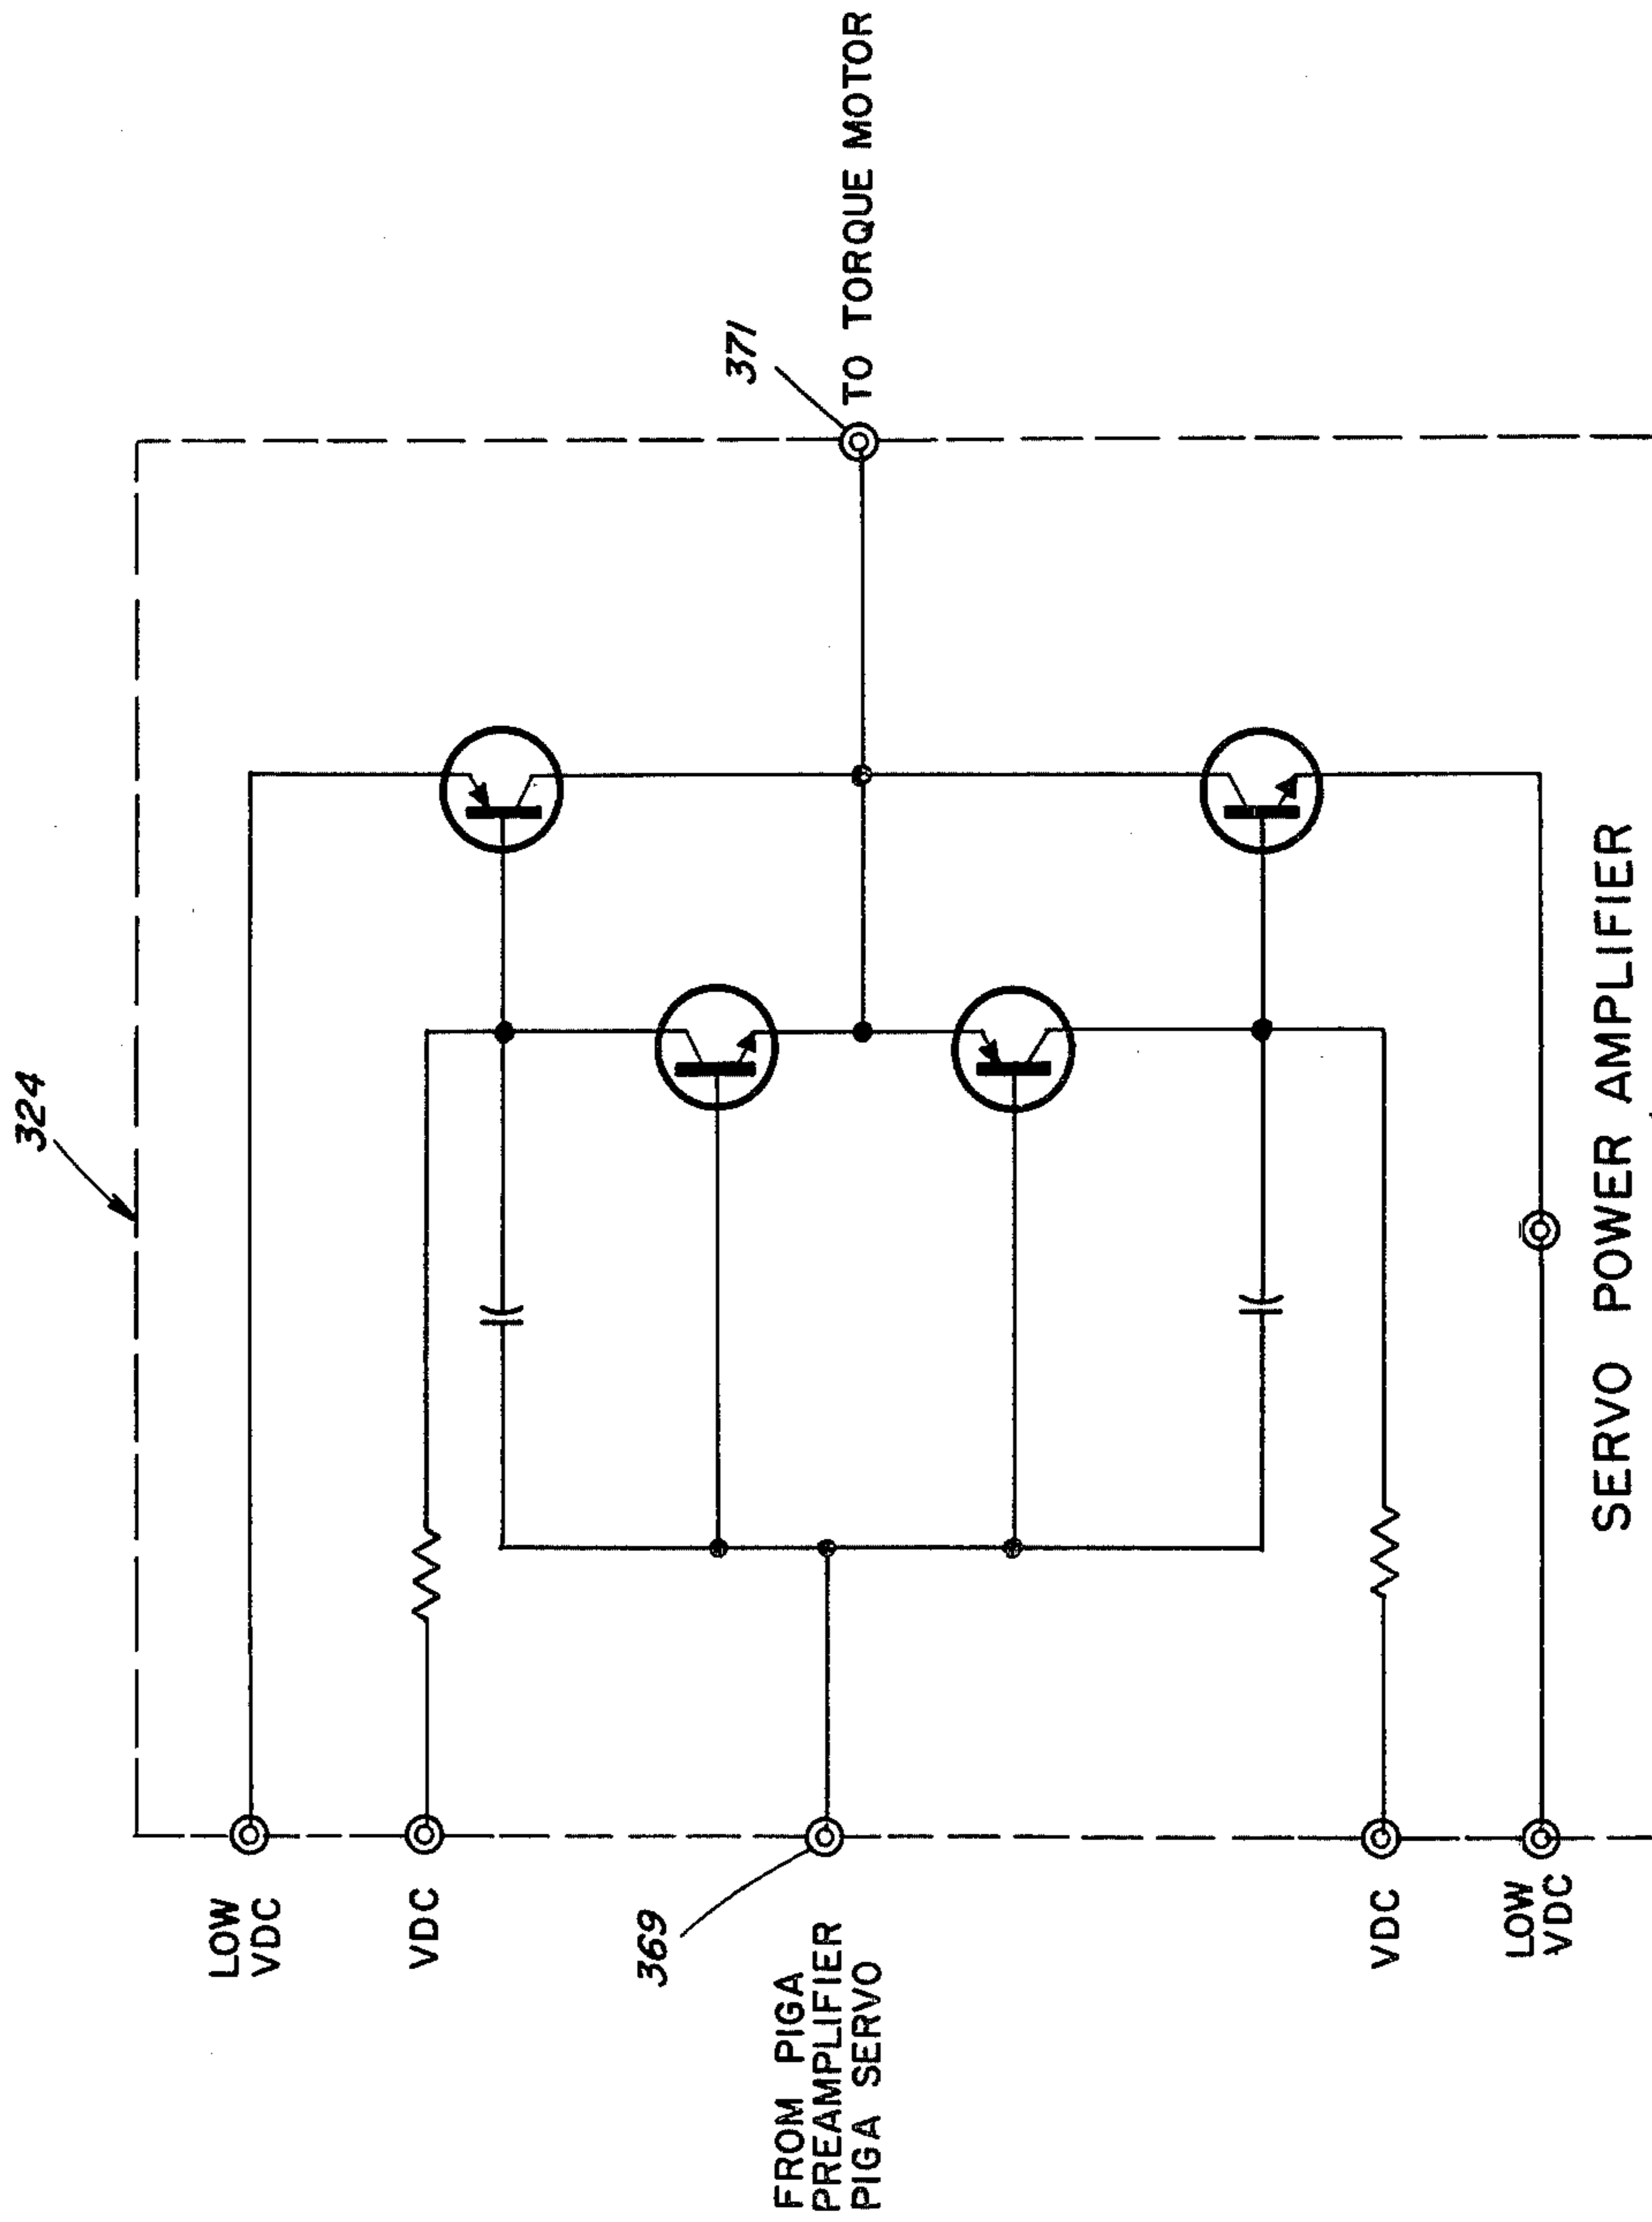 324
LOW
VDC
VDC
371
TO TORQUE MOTOR
369
FROM PIGA
PREAMPLIFIER
PIGA SERVO
VDC
LOW
VDC
SERVO POWER AMPLIFIER